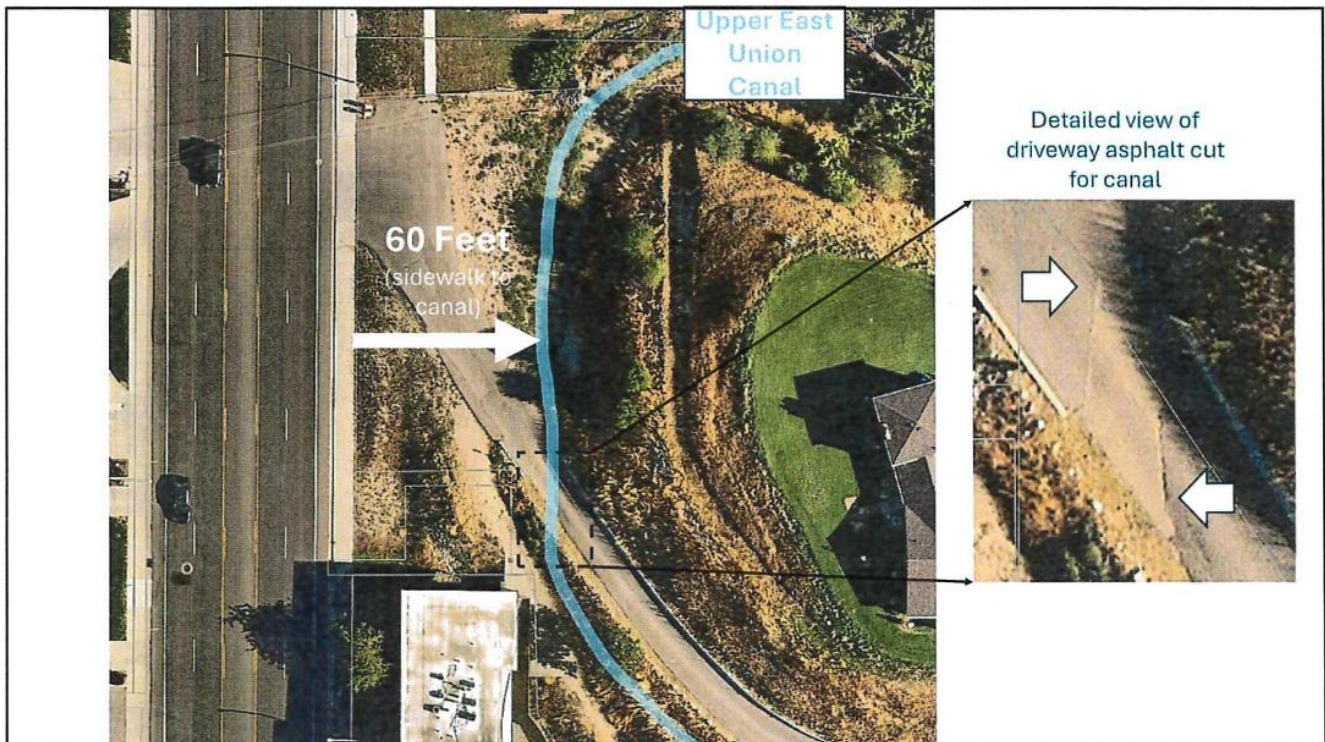 Upper East
Union
Canal
60 Feet
(sidewalk to
canal)
Detailed view of
driveway asphalt cut
for canal